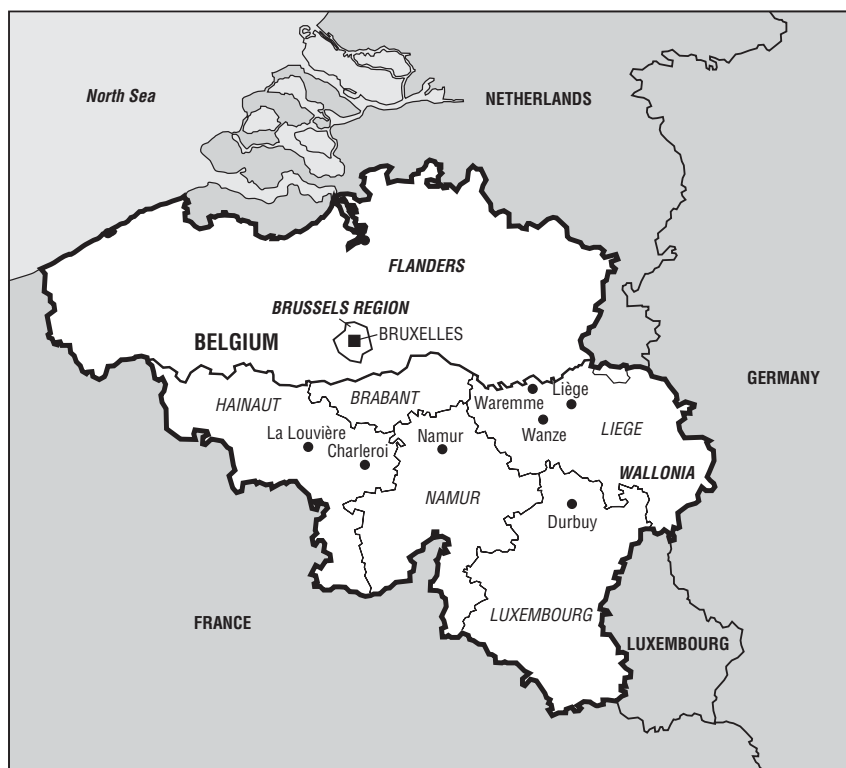 North Sea
NETHERLANDS
FLANDERS
BRUSSELS REGION
BELGIUM
BRUXELLES
GERMANY
HAINAUT
BRABANT
Waremme
Liège
Wanze
LIEGE
La Louvière
Charleroi
Namur
WALLONIA
NAMUR
Durbuy
LUXEMBOURG
FRANCE
LUXEMBOURG